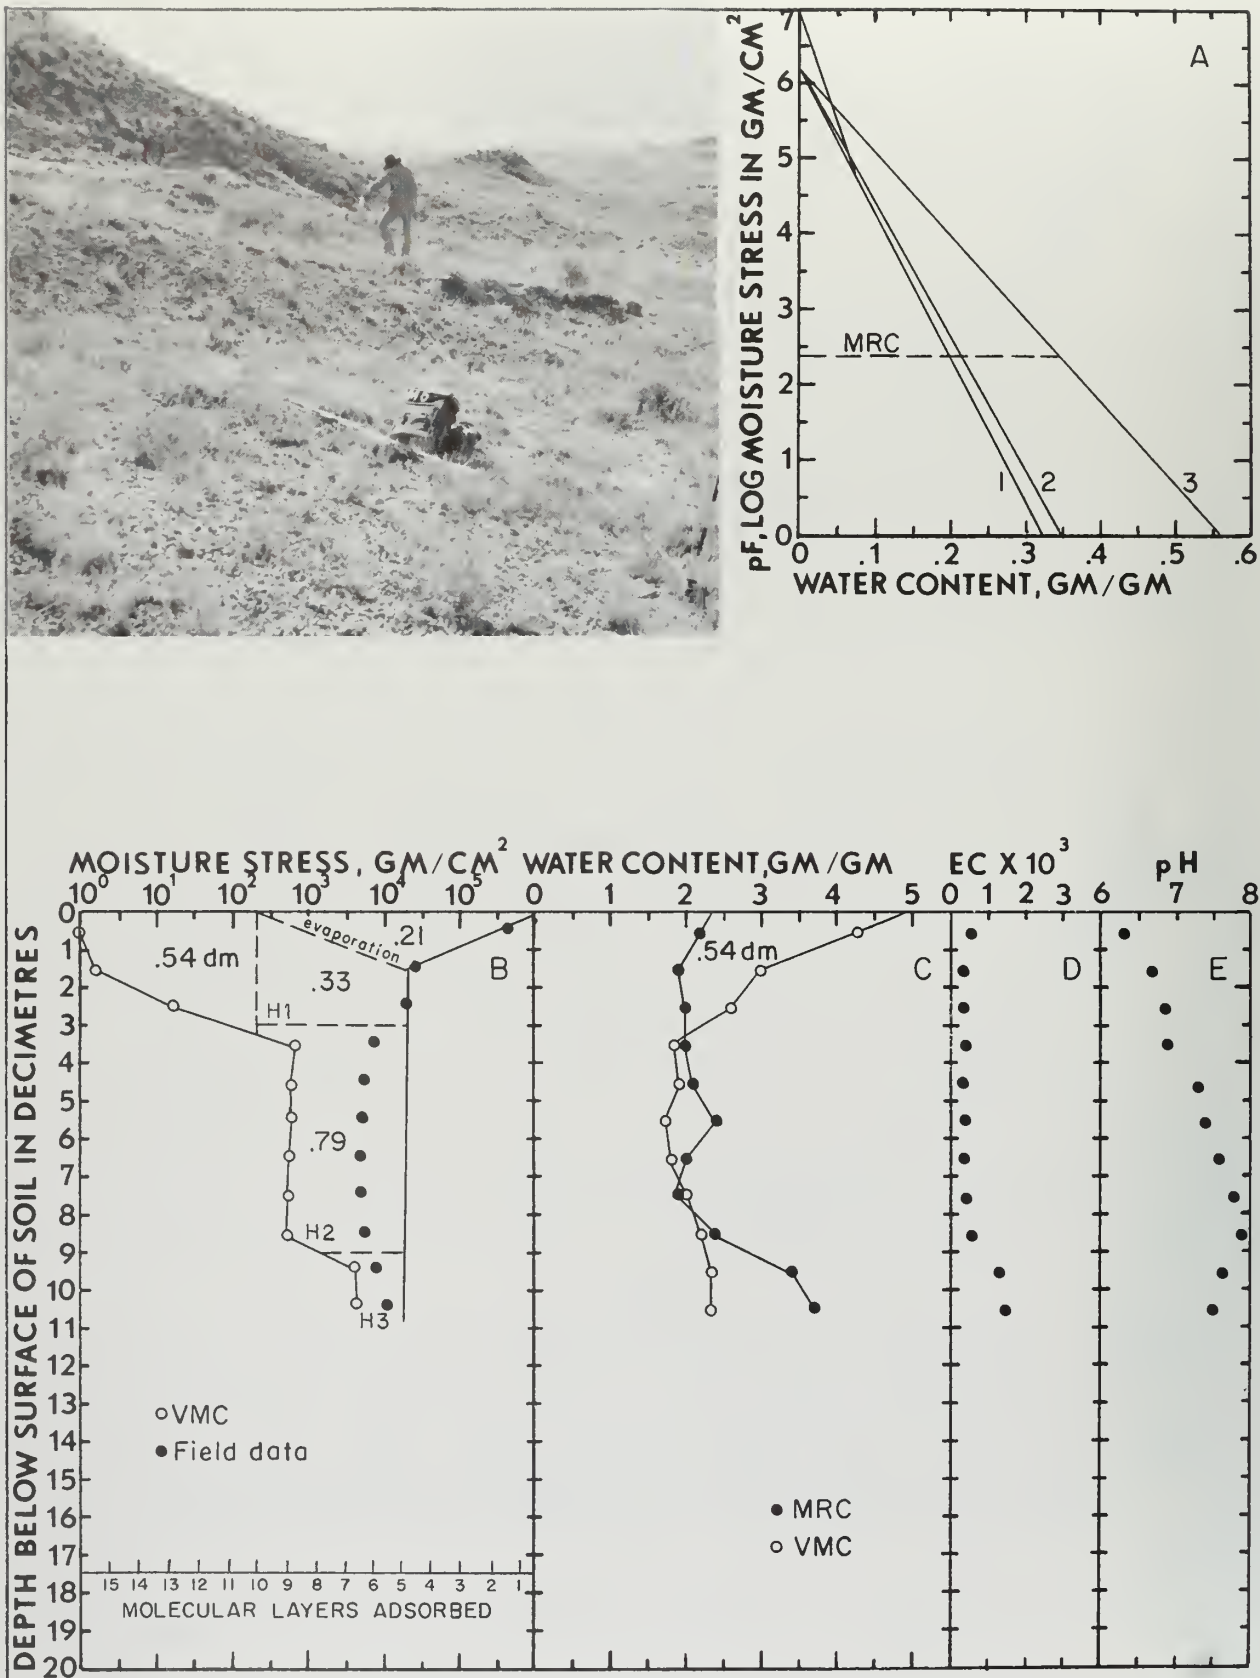 A
pF, LOG MOISTURE STRESS IN GM/CM²
7
6
5
4
3
2
1
0
MRC
1 2 3
0 .1 .2 .3 .4 .5 .6
WATER CONTENT, GM/GM
MOISTURE STRESS, GM/CM²
10⁰ 10¹ 10² 10³ 10⁴ 10⁵
WATER CONTENT, GM/GM
0 1 2 3 4 5
EC X 10³
0 1 2 3
pH
6 7 8
DEPTH BELOW SURFACE OF SOIL IN DECIMETRES
0
1
2
3
4
5
6
7
8
9
10
11
12
13
14
15
16
17
18
19
20
evaporation
.21
.54 dm
B
.33
H1
.79
H2
H3
VMC
Field data
15 14 13 12 11 10 9 8 7 6 5 4 3 2 1
MOLECULAR LAYERS ADSORBED
.54 dm
C
MRC
VMC
D
E